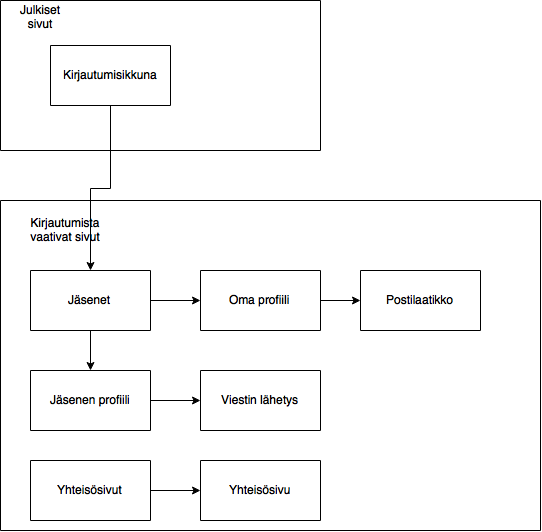 Julkiset
sivut
Kirjautumisikkuna
Kirjautumista
vaativat sivut
Jäsenet
Oma profiili
Postilaatikko
Jäsenen profiili
Viestin lähetys
Yhteisösivut
Yhteisösivu